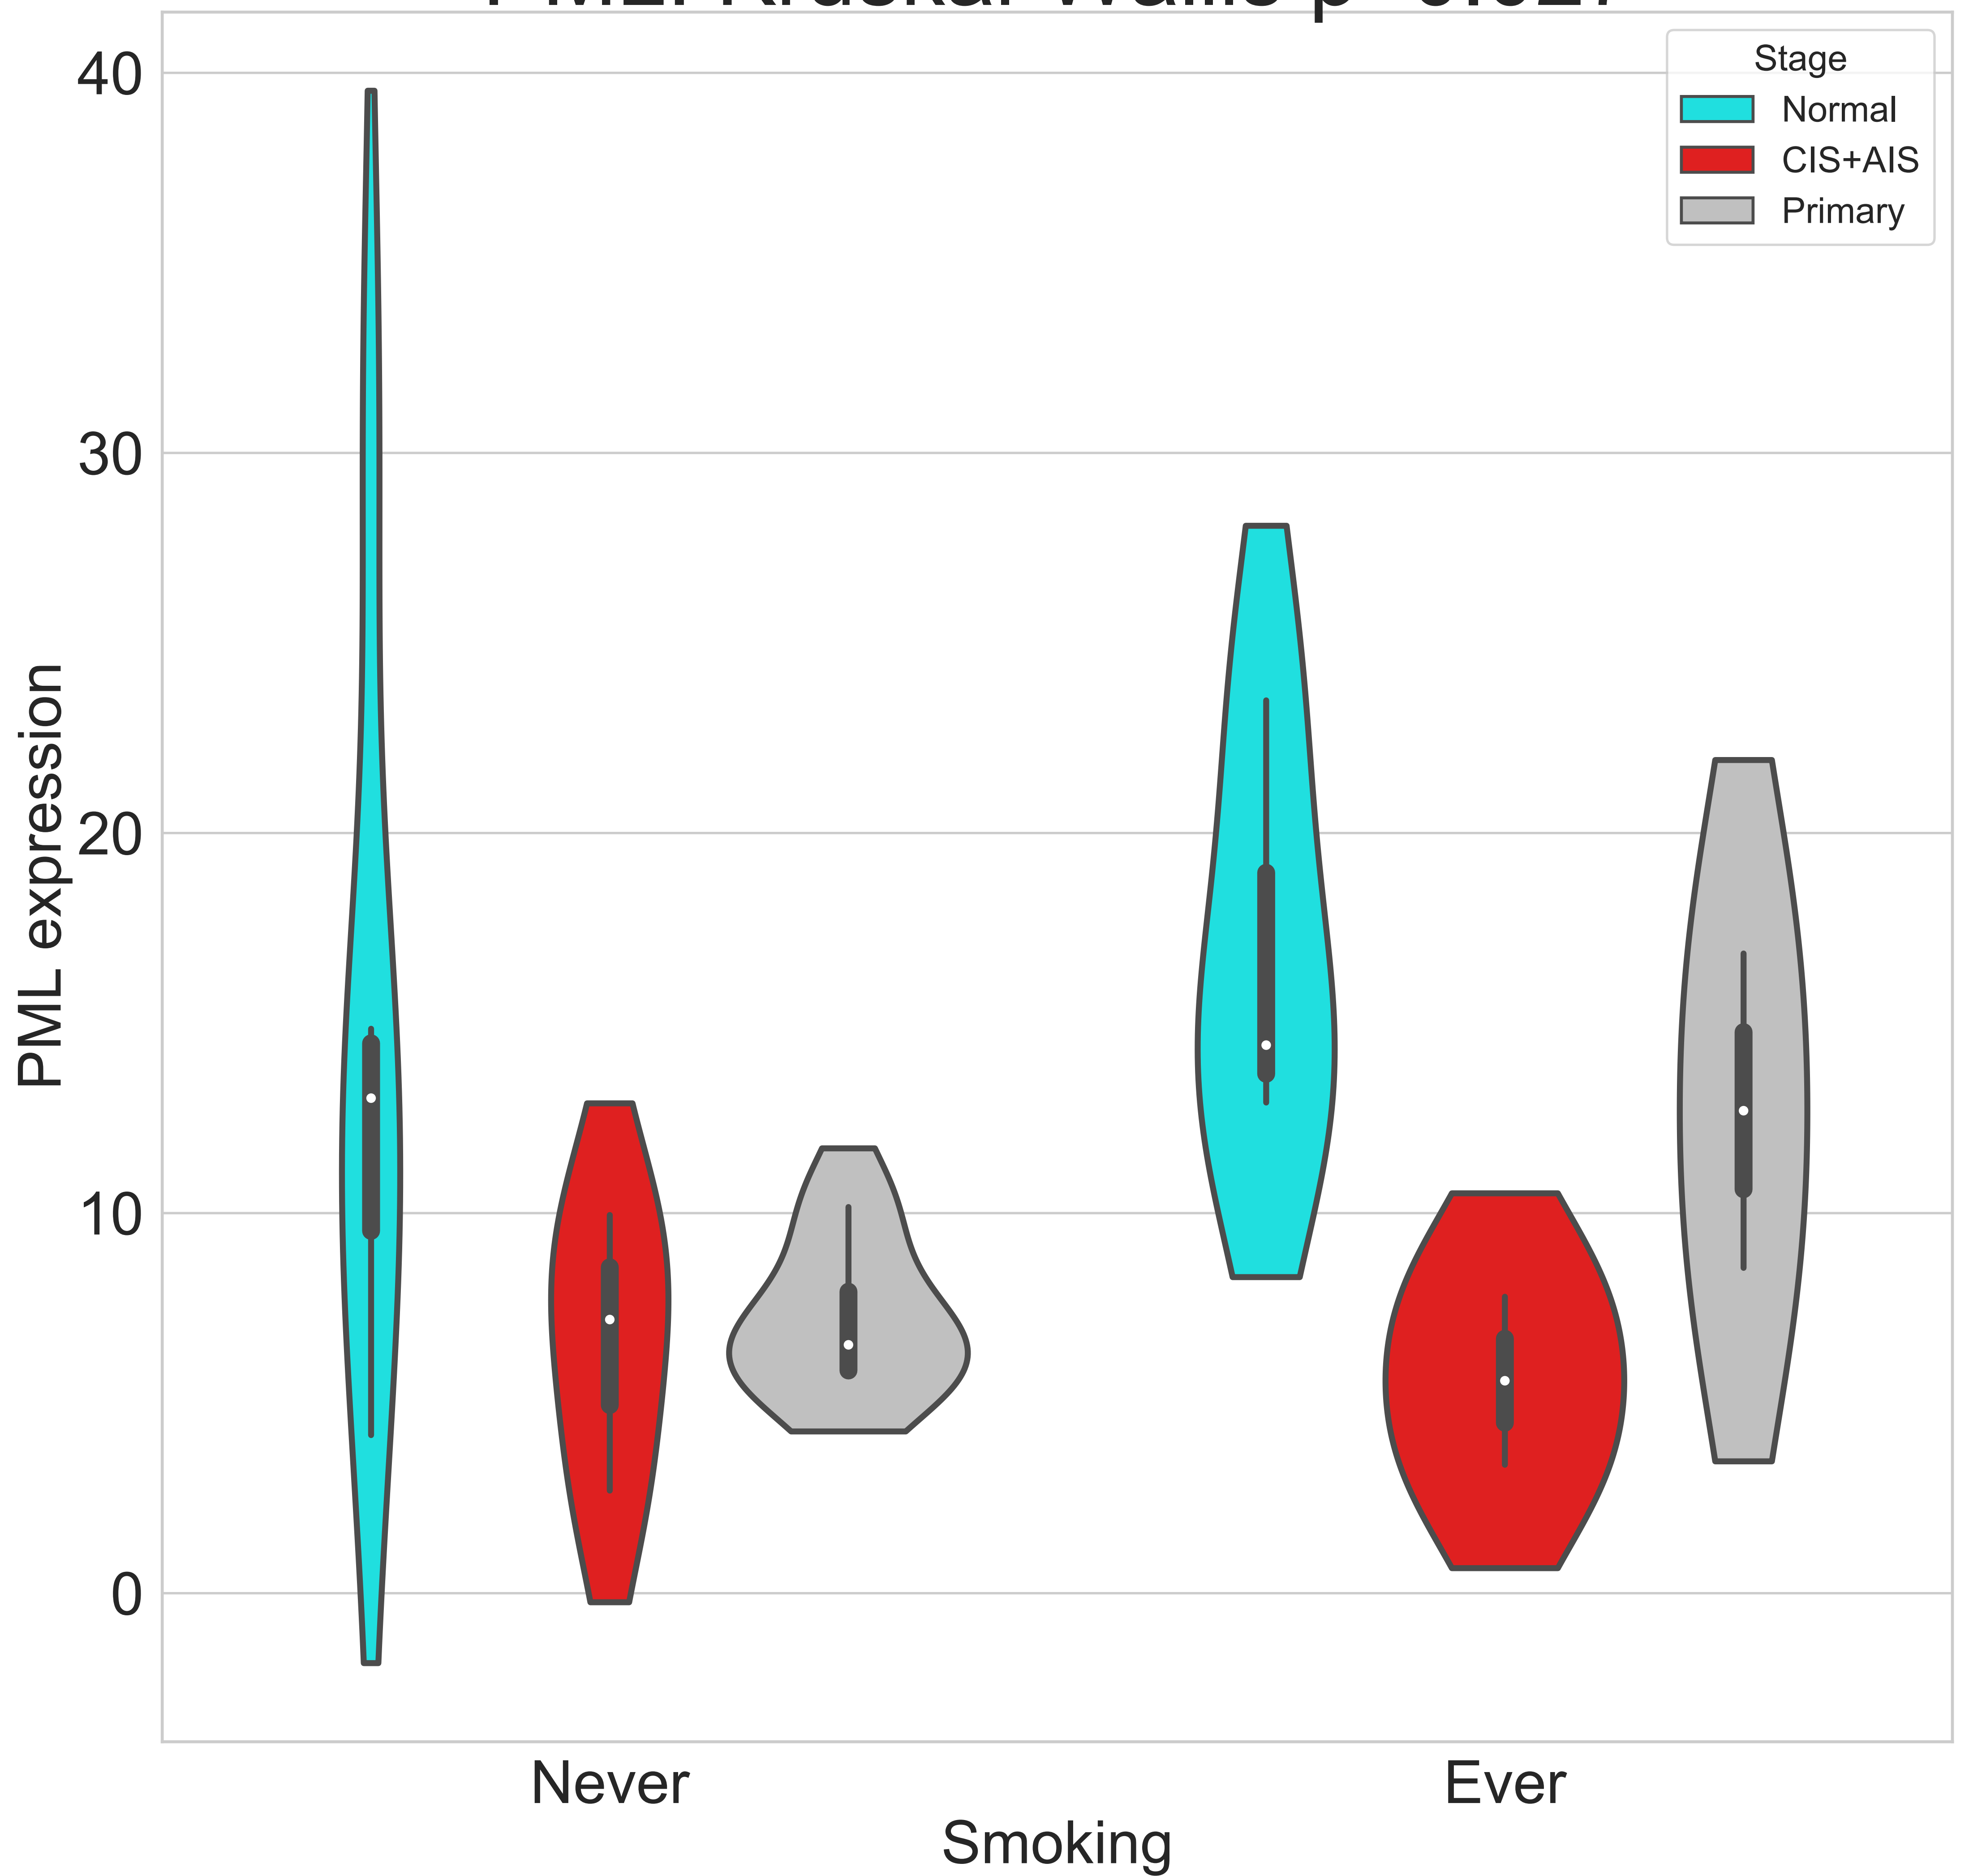 40
30
20
10
0
PML expression
Stage
Normal
CIS+AIS
Primary
Never
Ever
Smoking